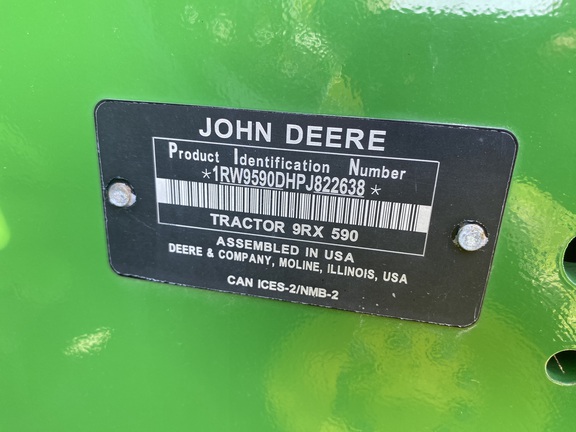 JOHN DEERE
Product Identification Number
*1RW9590DHPJ822638*
TRACTOR 9RX 590
ASSEMBLED IN USA
DEERE & COMPANY, MOLINE, ILLINOIS, USA
CAN ICES-2/NMB-2